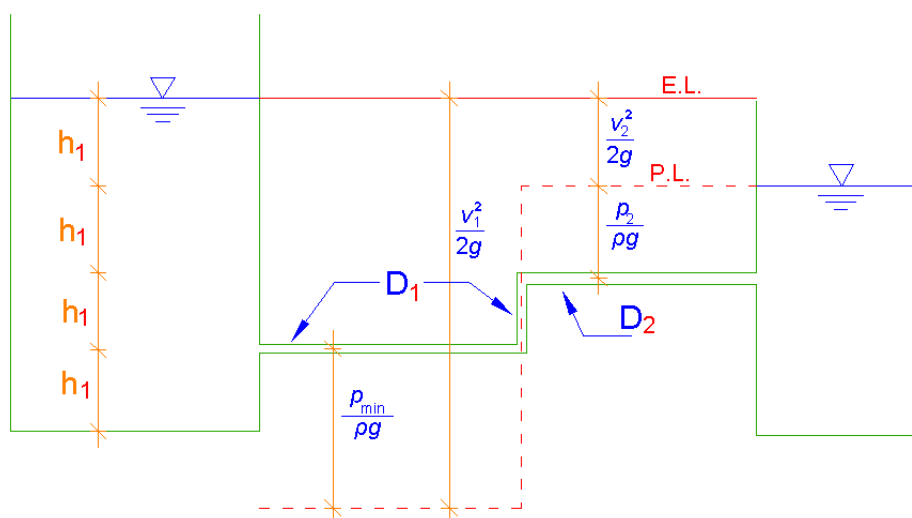 E.L.
h₁
v₂²
2g
P.L.
h₁
v₁²
2g
p₂
ρg
D₁
h₁
D₂
h₁
pmin
ρg